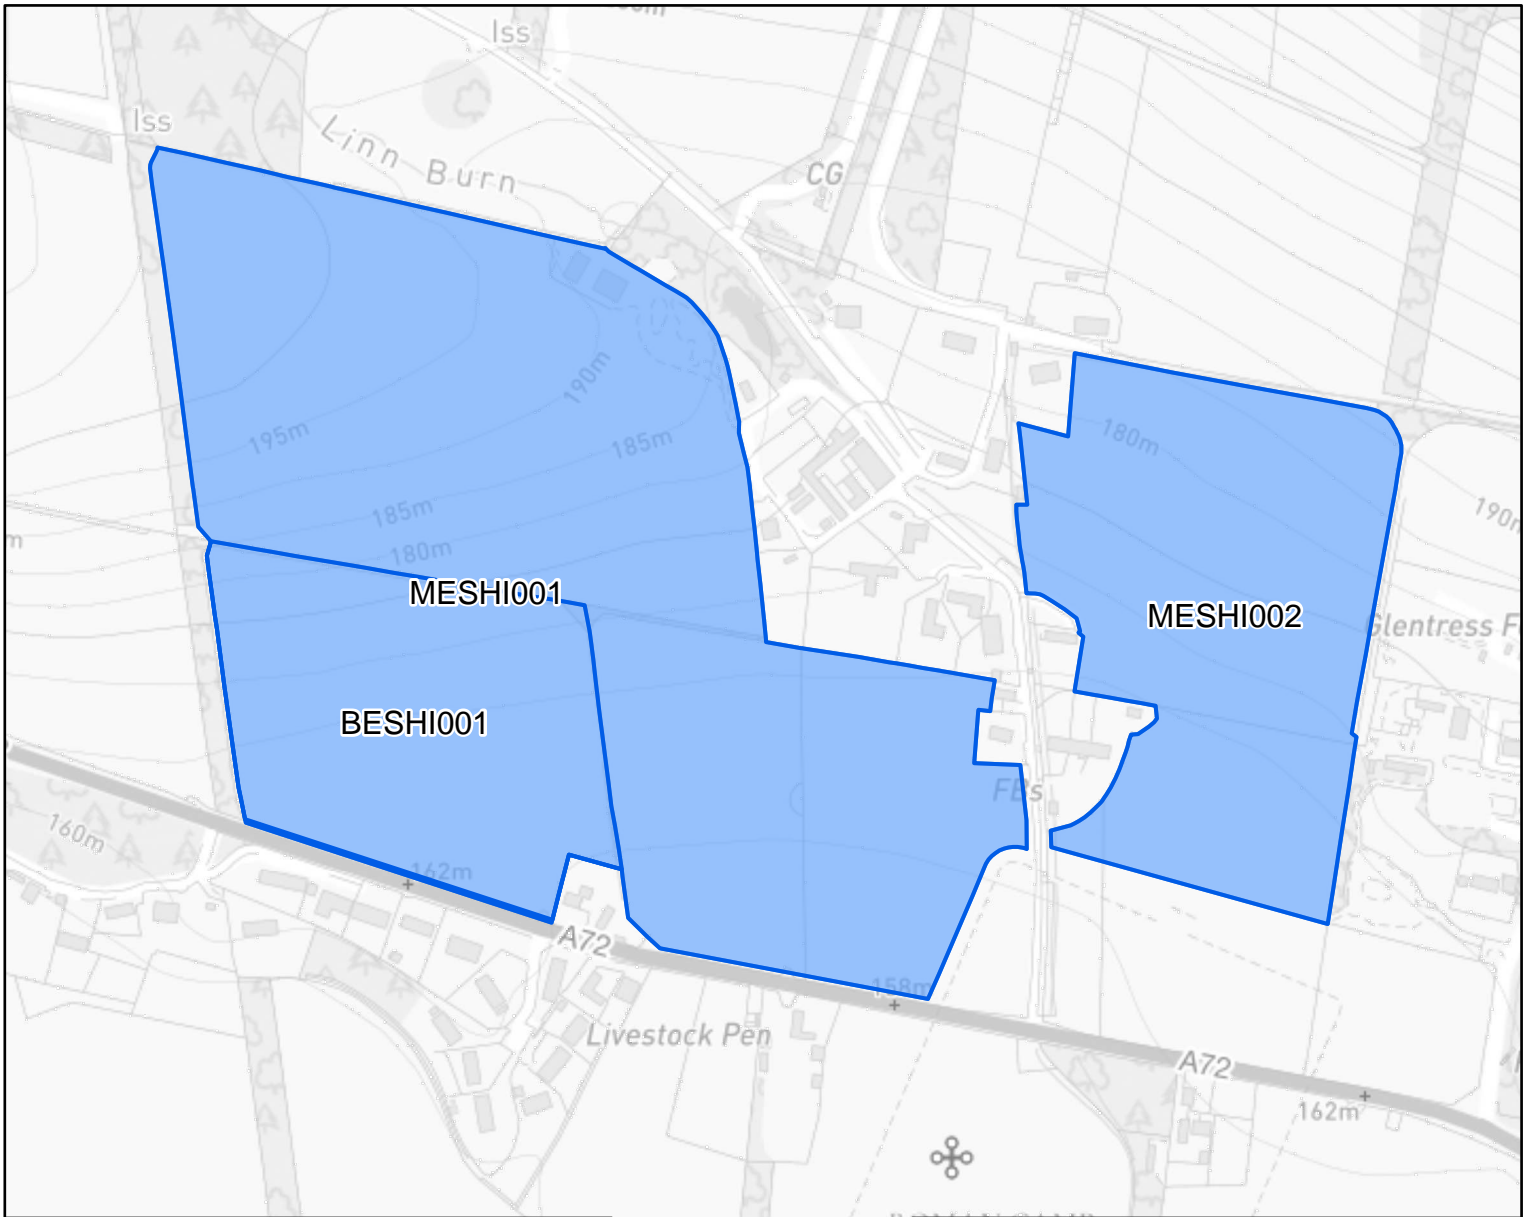 Iss
Iss
Linn Burn
CG
190m
195m
185m
180m
185m
190m
180m
MESHI001
MESHI002
Glentress F
BESHI001
FBs
160m
162m
A72
158m
Livestock Pen
A72
162m